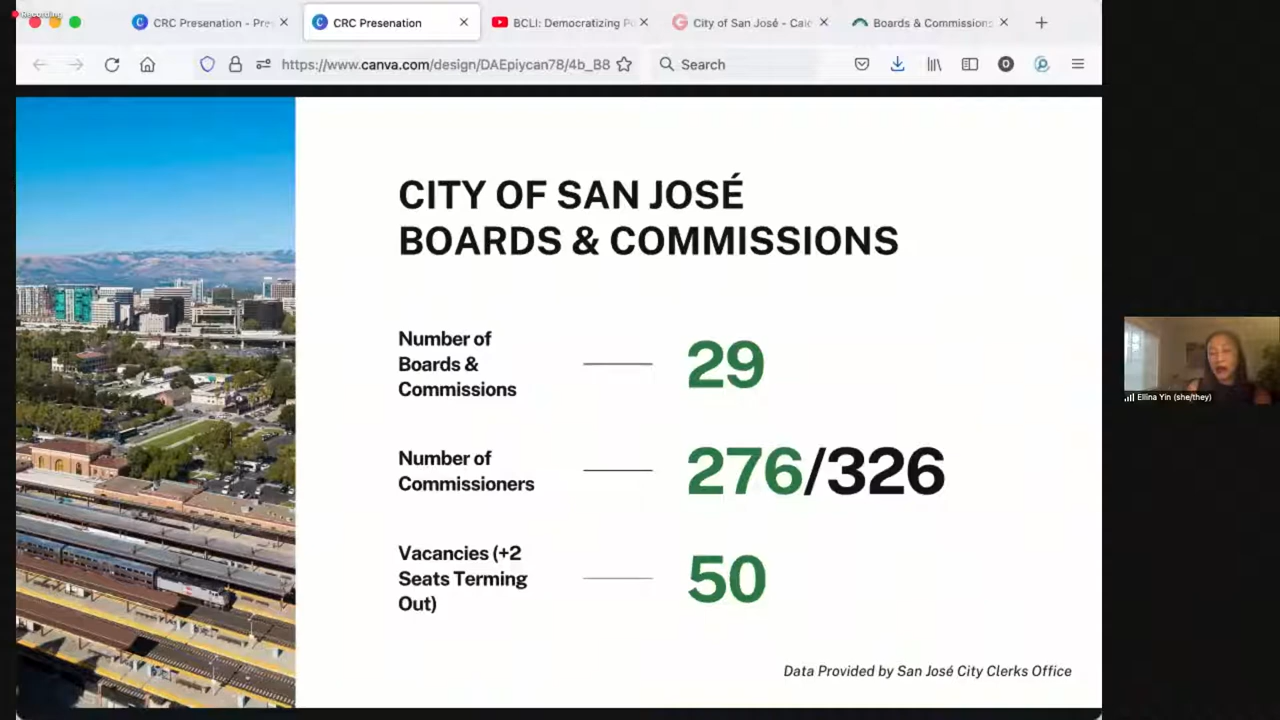 Recording
CRC Presenation - Pre
CRC Presenation
BCLI: Democratizing P
City of San José - Cal
Boards & Commission
https://www.canva.com/design/DAEpiycan78/4b_B8
Search
CITY OF SAN JOSÉ
BOARDS & COMMISSIONS
Number of
Boards &
Commissions
29
Number of
Commissioners
276/326
Vacancies (+2
Seats Terming
Out)
50
Data Provided by San José City Clerks Office
Ellina Yin (she/they)